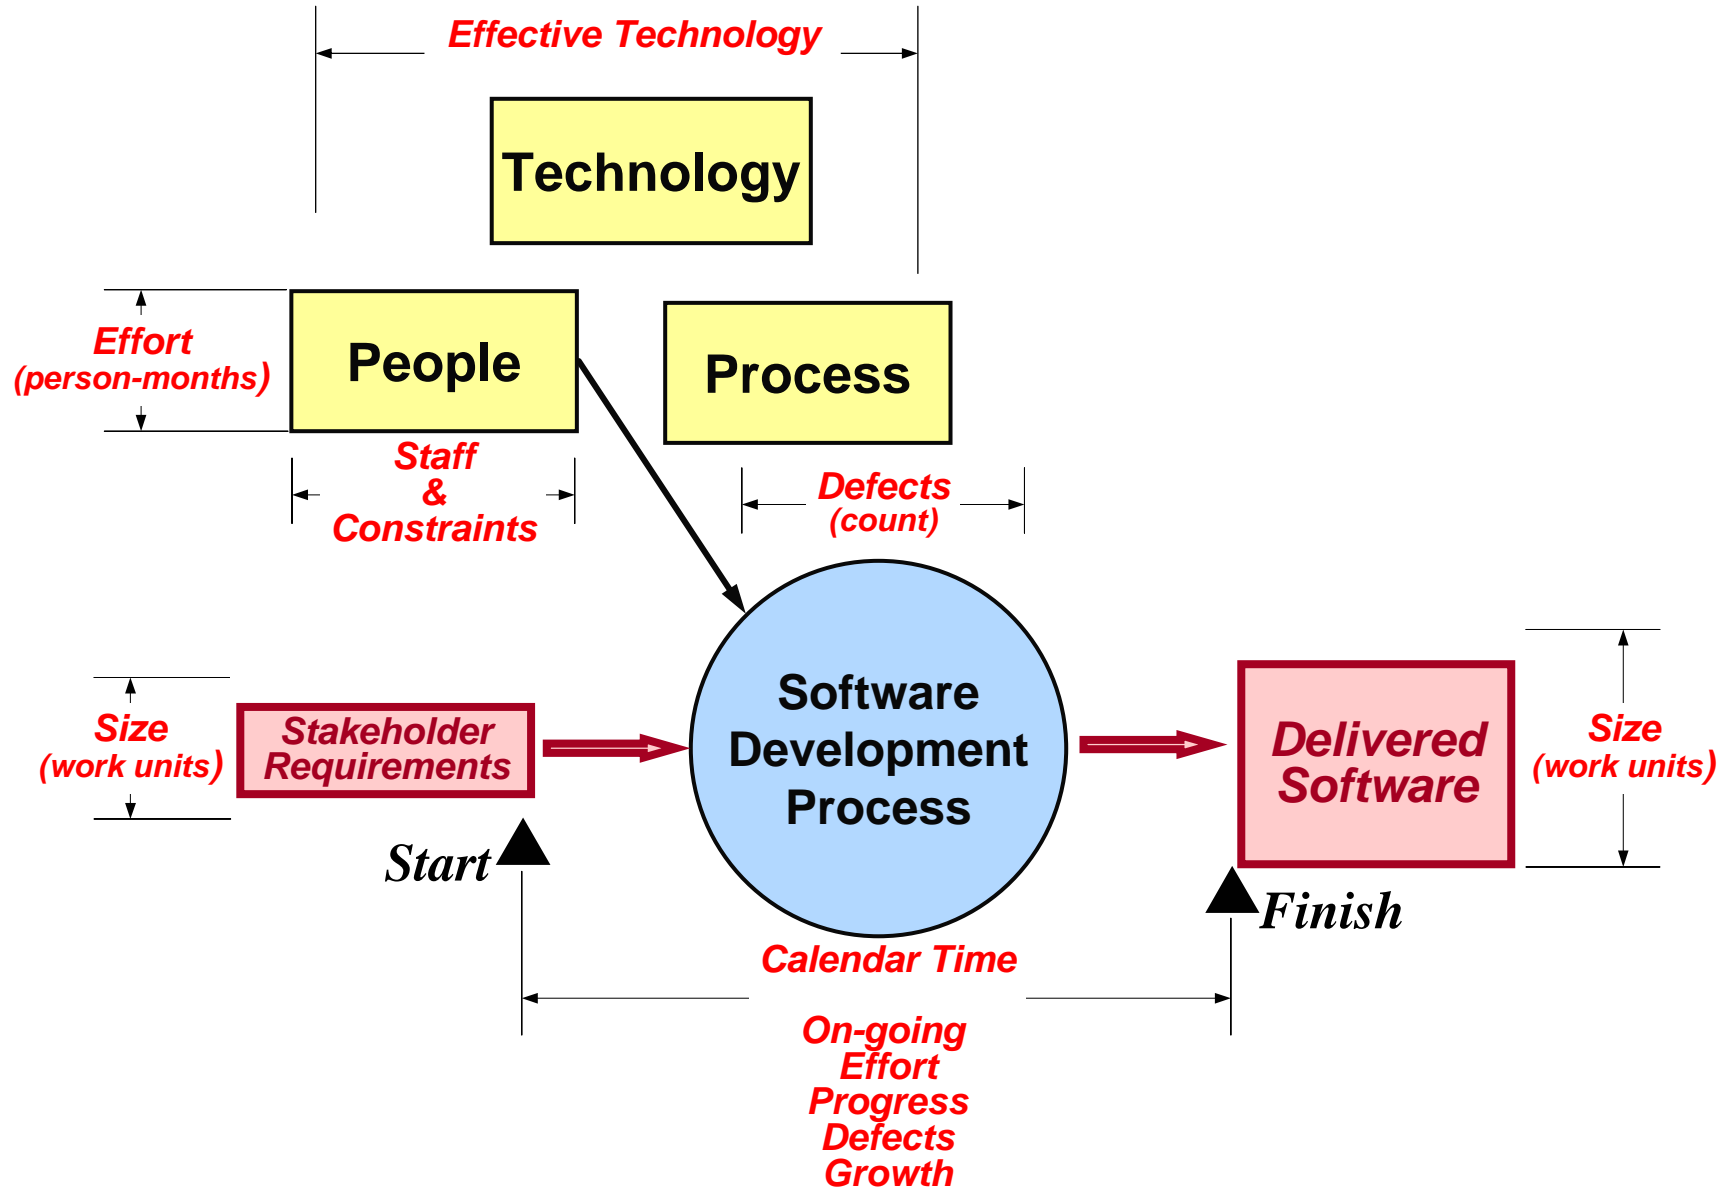 Effective Technology
Technology
Effort
(person-months)
People
Process
Staff
&
Constraints
Defects
(count)
Size
(work units)
Stakeholder
Requirements
Software
Development
Process
Delivered
Software
Size
(work units)
Start
Finish
Calendar Time
On-going
Effort
Progress
Defects
Growth